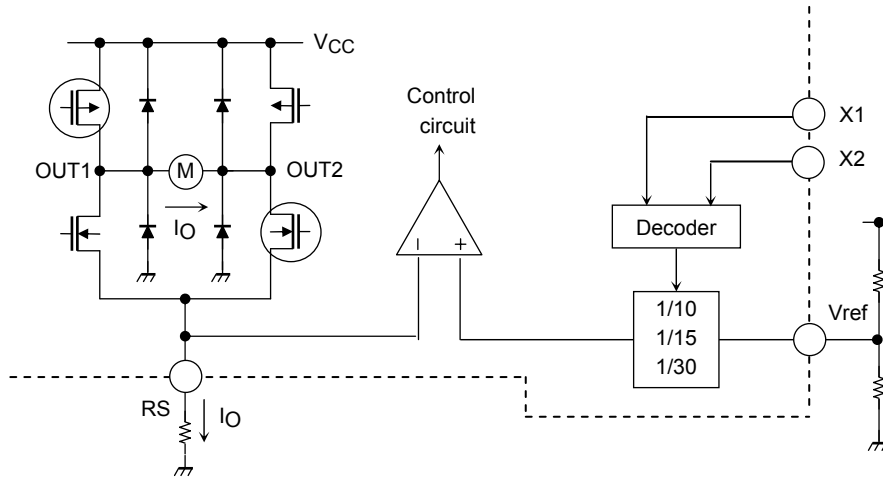 VCC
Control
circuit
X1
X2
OUT1
M
OUT2
IO
Decoder
1/10
1/15
1/30
Vref
RS
IO